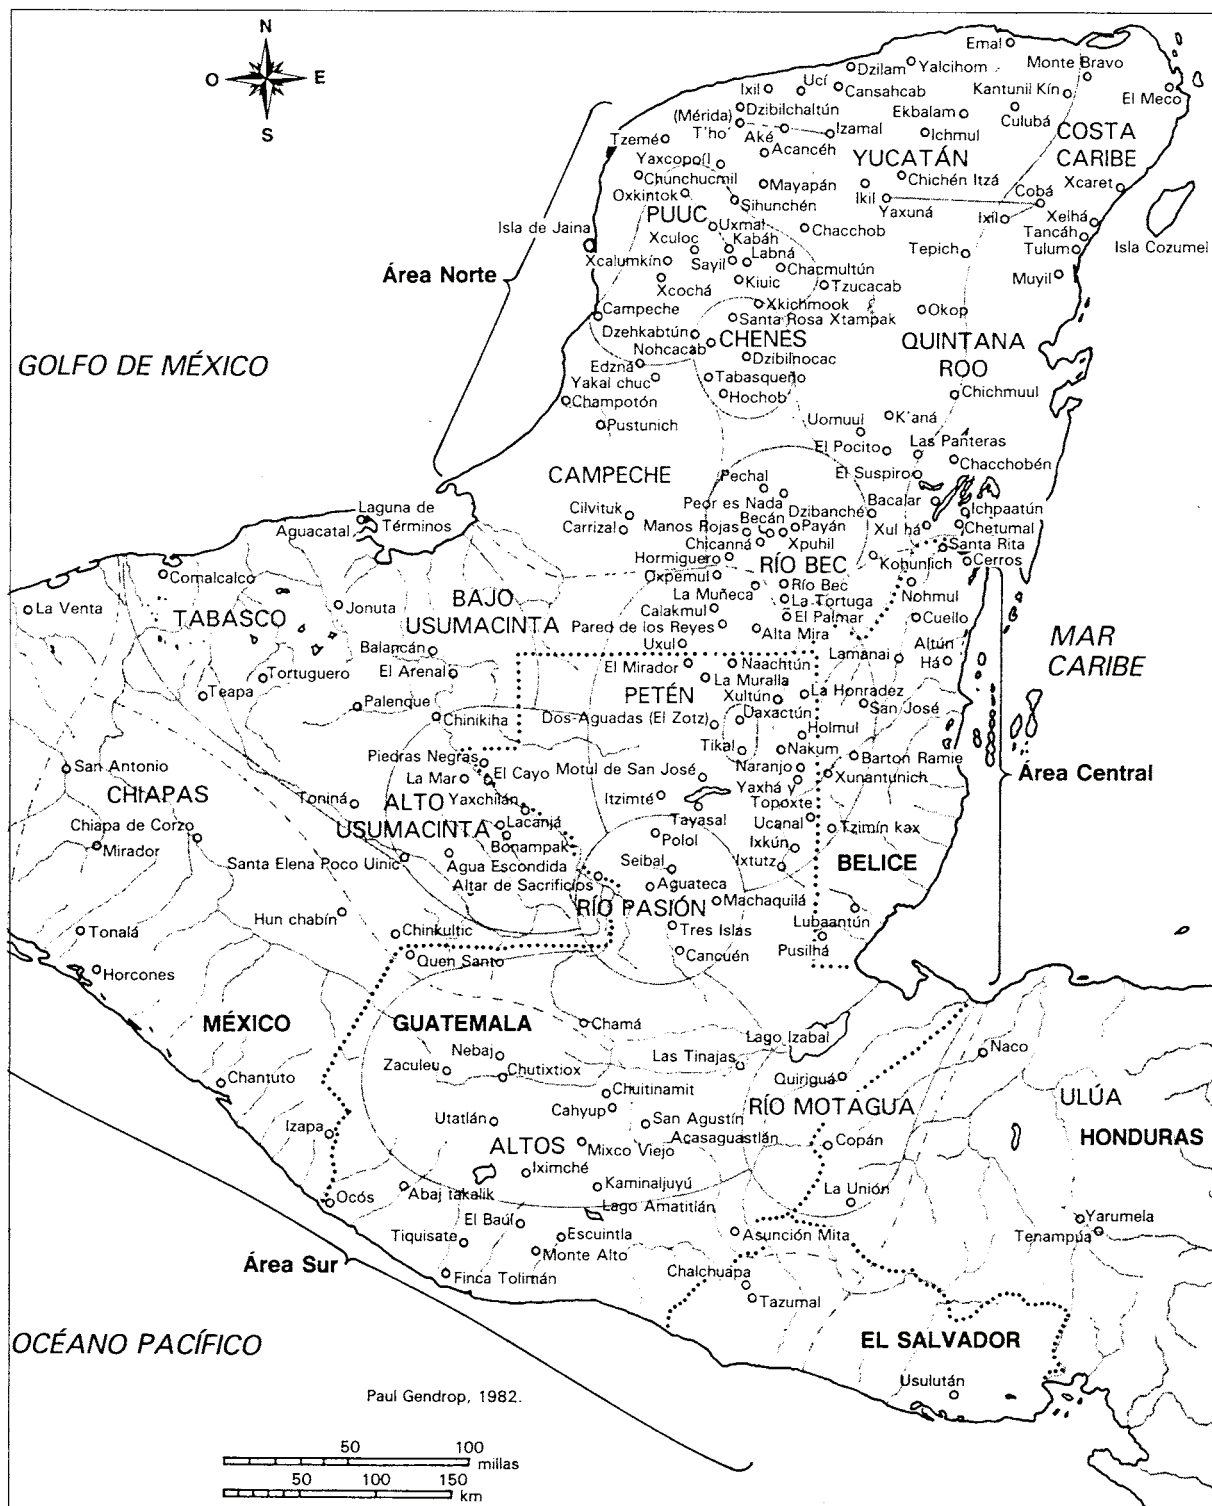 N
O
E
S
Emal
Dzilam
Yalcihom
Monte Bravo
Ixil
Ucí
Cansahcab
Kantunil Kín
El Meco
(Mérida)
Dzibilchaltún
Ekbalam
Culubá
T'ho'
Aké
Izamal
Ichmul
COSTA
CARIBE
Tzemé
Acancéh
YUCATÁN
Yaxcopoil
Chunchucmil
Mayapán
Chichén Itzá
Cobá
Xcaret
Oxkintok
Sihunchén
Ikil
Yaxuná
Ixil
Xelhá
PUUC
Uxmal
Tancáh
Isla de Jaina
Xculoc
Kabáh
Chacchob
Tepich
Tulum
Isla Cozumel
Xcalumkín
Sayil
Labná
Chacmultún
Muyil
Área Norte
Xcochá
Kiuic
Tzucacab
Campeche
Xkichmook
Okop
Santa Rosa Xtampak
Dzehkabtún
CHENES
QUINTANA
ROO
Nohcacab
Dzibilnocac
GOLFO DE MÉXICO
Edzná
Yakal chuc
Tabasqueño
Champotón
Hochob
Chichmuul
Pustunich
Uomuul
K'aná
El Pocito
Las Panteras
CAMPECHE
Pechal
El Suspiro
Chacchobén
Cilvituk
Peor es Nada
Dzibanché
Bacalar
Ichpaatún
Laguna de
Términos
Aguacatal
Carrizal
Manos Rojas
Becán
Payán
Xul há
Chetumal
Chicanná
Xpuhil
Santa Rita
Hormiguero
RÍO BEC
Kohunlich
Cerros
Comalcalco
Oxpemul
Río Bec
Nohmul
La Venta
TABASCO
Jonuta
BAJO
USUMACINTA
La Muñeca
La Tortuga
Calakmul
El Palmar
Cuello
MAR
CARIBE
Pared de los Reyes
Alta Mira
Balancán
Uxul
Lamanai
Altún
Há
El Arenal
El Mirador
Naachtún
Tortuguero
La Muralla
Teapa
PETÉN
Xultún
La Honradez
San José
Palenque
Chinikiha
Dos Aguadas (El Zotz)
Uaxactún
Holmul
Tikal
Nakum
Piedras Negras
Barton Ramie
San Antonio
La Mar
El Cayo
Motul de San José
Naranjo
Xunantunich
Área Central
CHIAPAS
Yaxchilán
Itzimté
Yaxhá y
Topoxte
Toniná
ALTO
USUMACINTA
Tayasal
Ucanal
Tzimín kax
Chiapa de Corzo
Lacanjá
Polol
Mirador
Bonampak
Ixkún
Santa Elena Poco Uinic
Agua Escondida
Seibal
Ixtutz
BELICE
Altar de Sacrificios
Aguateca
RÍO PASIÓN
Machaquilá
Hun chabín
Lubaantún
Tonalá
Chinkultic
Tres Islas
Pusilhá
Horcones
Quen Santo
Cancuén
MÉXICO
GUATEMALA
Chamá
Lago Izabal
Nebaj
Las Tinajas
Naco
Zaculeu
Chutixtiox
Quiriguá
Chantuto
Chuitinamit
ULÚA
Cahyup
RÍO MOTAGUA
Utatlán
San Agustín
Acasaguastlán
HONDURAS
Izapa
ALTOS
Mixco Viejo
Copán
Iximché
Ocós
Abaj takalik
Kaminaljuyú
La Unión
Lago Amatitlán
El Baúl
Yarumela
Tiquisate
Escuintla
Asunción Mita
Tenampúa
Monte Alto
Área Sur
Finca Tolimán
Chalchuapa
Tazumal
OCÉANO PACÍFICO
EL SALVADOR
Usulután
Paul Gendrop, 1982.
50 100
millas
50 100 150
km